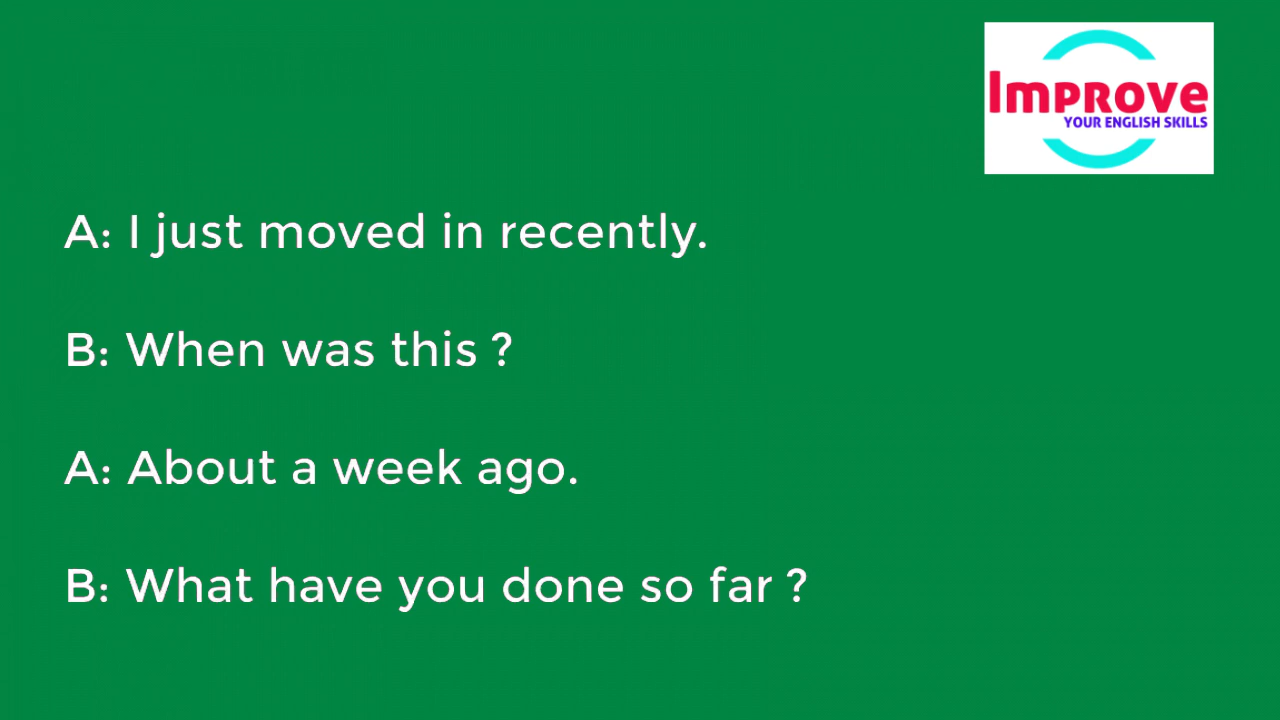 Improve
YOUR ENGLISH SKILLS
A: I just moved in recently.
B: When was this ?
A: About a week ago.
B: What have you done so far ?